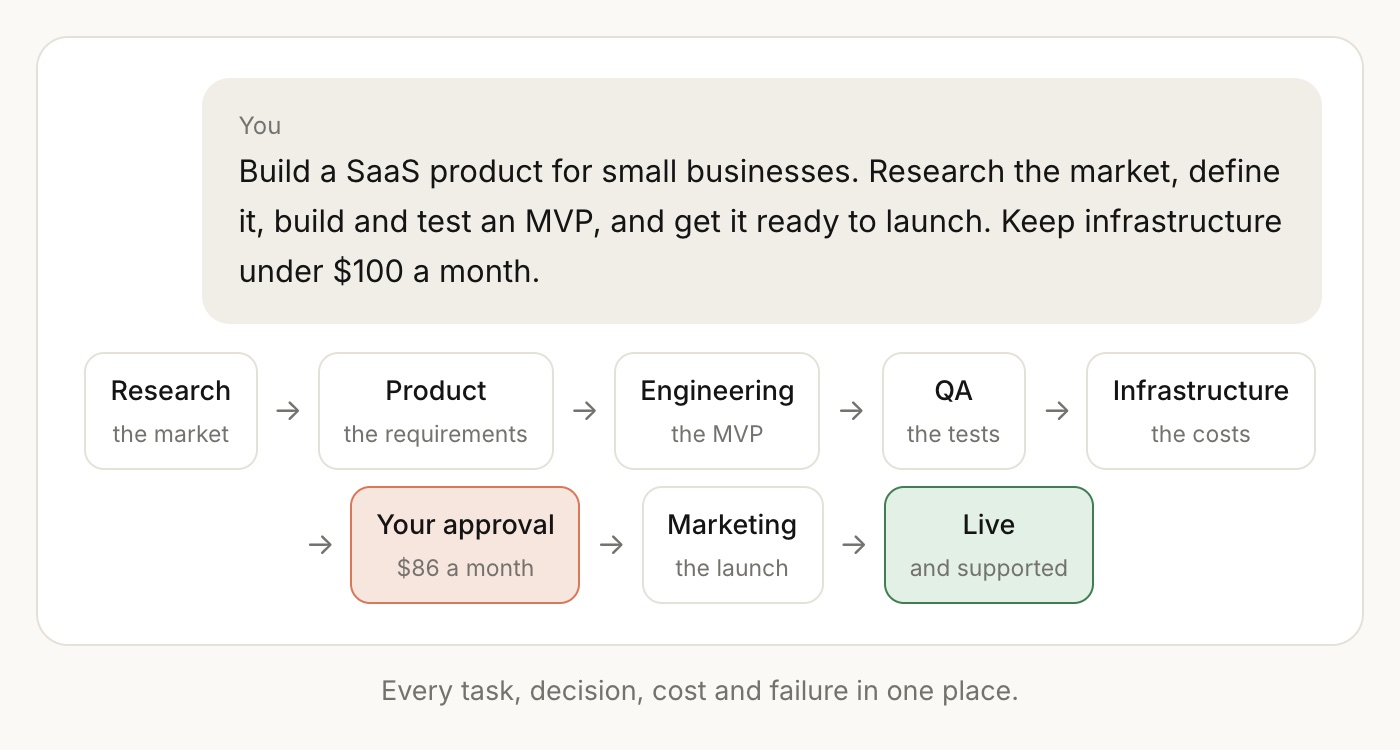 You
Build a SaaS product for small businesses. Research the market, define
it, build and test an MVP, and get it ready to launch. Keep infrastructure
under $100 a month.
Research
the market
→
Product
the requirements
→
Engineering
the MVP
→
QA
the tests
→
Infrastructure
the costs
→
Your approval
$86 a month
→
Marketing
the launch
→
Live
and supported
Every task, decision, cost and failure in one place.